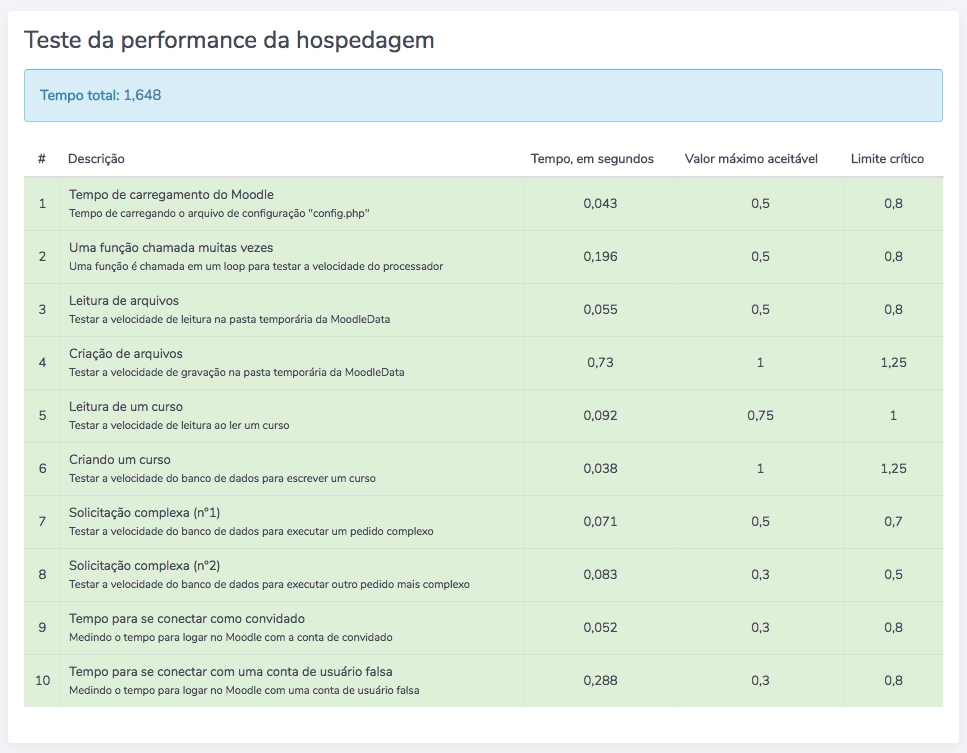 Teste da performance da hospedagem
Tempo total: 1,648
# Descrição Tempo, em segundos Valor máximo aceitável Limite crítico
1 Tempo de carregamento do Moodle 0,043 0,5 0,8
Tempo de carregando o arquivo de configuração "config.php"
2 Uma função chamada muitas vezes 0,196 0,5 0,8
Uma função é chamada em um loop para testar a velocidade do processador
3 Leitura de arquivos 0,055 0,5 0,8
Testar a velocidade de leitura na pasta temporária da MoodleData
4 Criação de arquivos 0,73 1 1,25
Testar a velocidade de gravação na pasta temporária da MoodleData
5 Leitura de um curso 0,092 0,75 1
Testar a velocidade de leitura ao ler um curso
6 Criando um curso 0,038 1 1,25
Testar a velocidade do banco de dados para escrever um curso
7 Solicitação complexa (n°1) 0,071 0,5 0,7
Testar a velocidade do banco de dados para executar um pedido complexo
8 Solicitação complexa (n°2) 0,083 0,3 0,5
Testar a velocidade do banco de dados para executar outro pedido mais complexo
9 Tempo para se conectar como convidado 0,052 0,3 0,8
Medindo o tempo para logar no Moodle com a conta de convidado
10 Tempo para se conectar com uma conta de usuário falsa 0,288 0,3 0,8
Medindo o tempo para logar no Moodle com uma conta de usuário falsa